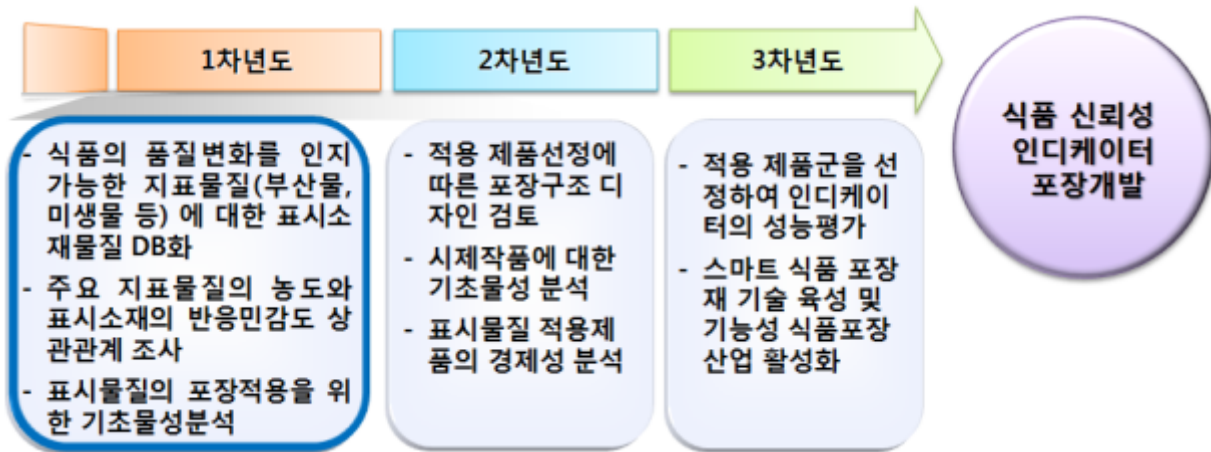 1차년도
2차년도
3차년도
식품 신뢰성
인디케이터
포장개발
- 식품의 품질변화를 인지
가능한 지표물질(부산물,
미생물 등) 에 대한 표시소
재물질 DB화
- 주요 지표물질의 농도와
표시소재의 반응민감도 상
관관계 조사
- 표시물질의 포장적용을 위
한 기초물성분석
- 적용 제품선정에
따른 포장구조 디
자인 검토
- 시제작품에 대한
기초물성 분석
- 표시물질 적용제
품의 경제성 분석
- 적용 제품군을 선
정하여 인디케이
터의 성능평가
- 스마트 식품 포장
재 기술 육성 및
기능성 식품포장
산업 활성화